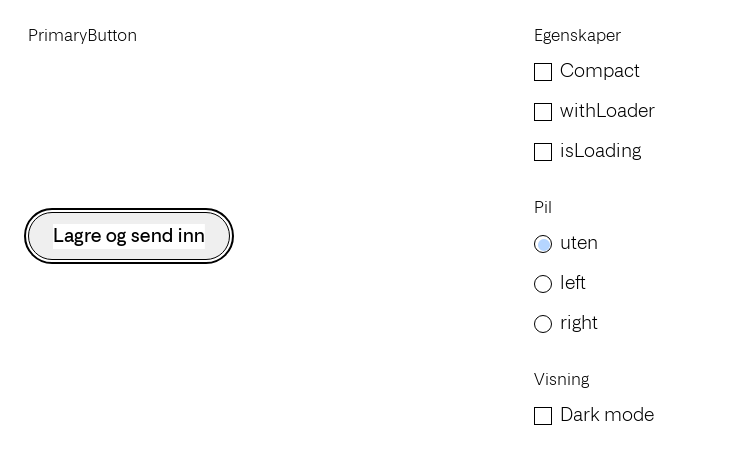 PrimaryButton
Lagre og send inn
Egenskaper
Compact
withLoader
isLoading
Pil
uten
left
right
Visning
Dark mode